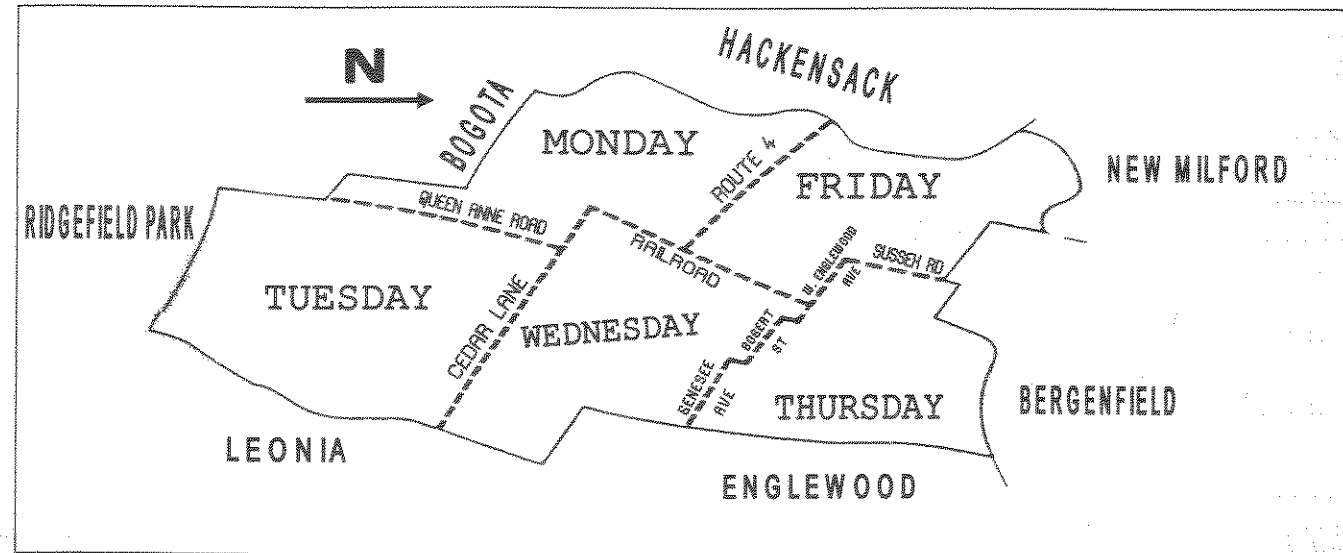 HACKENSACK
N
BOGOTA
MONDAY
ROUTE 4
NEW MILFORD
FRIDAY
RIDGEFIELD PARK
QUEEN ANNE ROAD
RAILROAD
W. ENGLEWOOD
AVE
SUSSEX RD
TUESDAY
CEDAR LANE
WEDNESDAY
BOGERT
ST
GENESEE
AVE
THURSDAY
BERGENFIELD
LEONIA
ENGLEWOOD